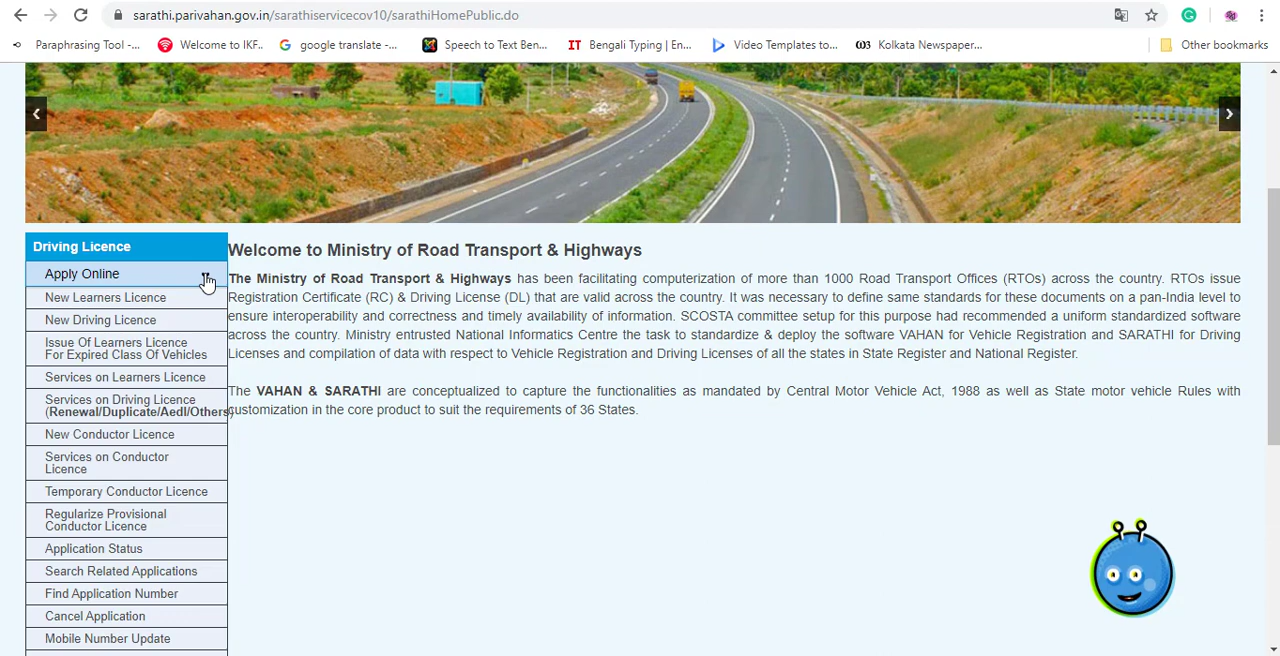 sarathi.parivahan.gov.in/sarathiservicecov10/sarathiHomePublic.do
Paraphrasing Tool -... Welcome to IKF... google translate -... Speech to Text Ben... IT Bengali Typing | En... Video Templates to... Kolkata Newspaper,... Other bookmarks
Driving Licence
Apply Online
New Learners Licence
New Driving Licence
Issue Of Learners Licence
For Expired Class Of Vehicles
Services on Learners Licence
Services on Driving Licence
(Renewal/Duplicate/Aedl/Others)
New Conductor Licence
Services on Conductor
Licence
Temporary Conductor Licence
Regularize Provisional
Conductor Licence
Application Status
Search Related Applications
Find Application Number
Cancel Application
Mobile Number Update
Welcome to Ministry of Road Transport & Highways
The Ministry of Road Transport & Highways has been facilitating computerization of more than 1000 Road Transport Offices (RTOs) across the country. RTOs issue
Registration Certificate (RC) & Driving License (DL) that are valid across the country. It was necessary to define same standards for these documents on a pan-India level to
ensure interoperability and correctness and timely availability of information. SCOSTA committee setup for this purpose had recommended a uniform standardized software
across the country. Ministry entrusted National Informatics Centre the task to standardize & deploy the software VAHAN for Vehicle Registration and SARATHI for Driving
Licenses and compilation of data with respect to Vehicle Registration and Driving Licenses of all the states in State Register and National Register.
The VAHAN & SARATHI are conceptualized to capture the functionalities as mandated by Central Motor Vehicle Act, 1988 as well as State motor vehicle Rules with
customization in the core product to suit the requirements of 36 States.